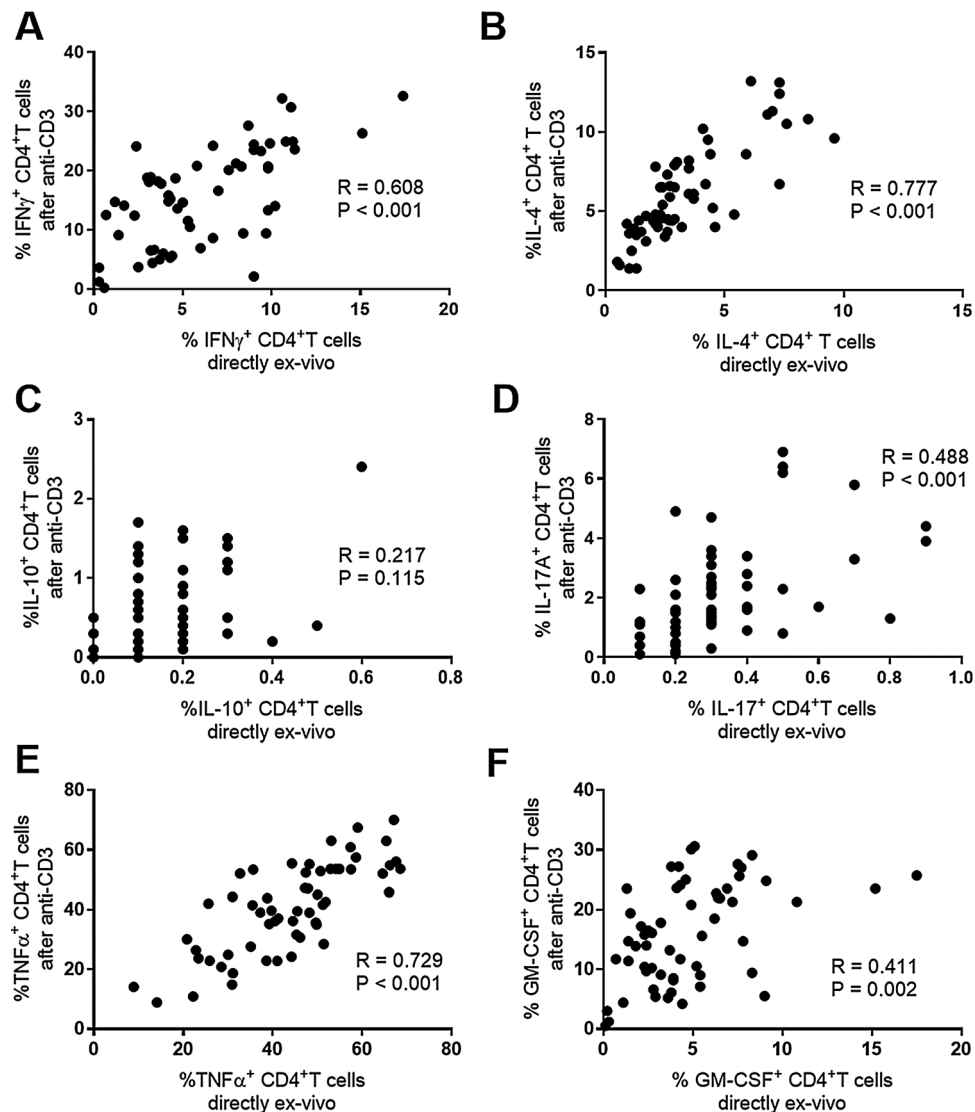 A
% IFNγ⁺ CD4⁺T cells
after anti-CD3
40
30
20
10
0
0 5 10 15 20
R = 0.608
P < 0.001
% IFNγ⁺ CD4⁺T cells
directly ex-vivo
B
%IL-4⁺ CD4⁺ T cells
after anti-CD3
15
10
5
0
0 5 10 15
R = 0.777
P < 0.001
% IL-4⁺ CD4⁺ T cells
directly ex-vivo
C
%IL-10⁺ CD4⁺T cells
after anti-CD3
3
2
1
0
0.0 0.2 0.4 0.6 0.8
R = 0.217
P = 0.115
%IL-10⁺ CD4⁺T cells
directly ex-vivo
D
% IL-17A⁺ CD4⁺T cells
after anti-CD3
8
6
4
2
0
0.0 0.2 0.4 0.6 0.8 1.0
R = 0.488
P < 0.001
% IL-17⁺ CD4⁺T cells
directly ex-vivo
E
%TNFα⁺ CD4⁺T cells
after anti-CD3
80
60
40
20
0
0 20 40 60 80
R = 0.729
P < 0.001
%TNFα⁺ CD4⁺T cells
directly ex-vivo
F
% GM-CSF⁺ CD4⁺T cells
after anti-CD3
40
30
20
10
0
0 5 10 15 20
R = 0.411
P = 0.002
% GM-CSF⁺ CD4⁺T cells
directly ex-vivo